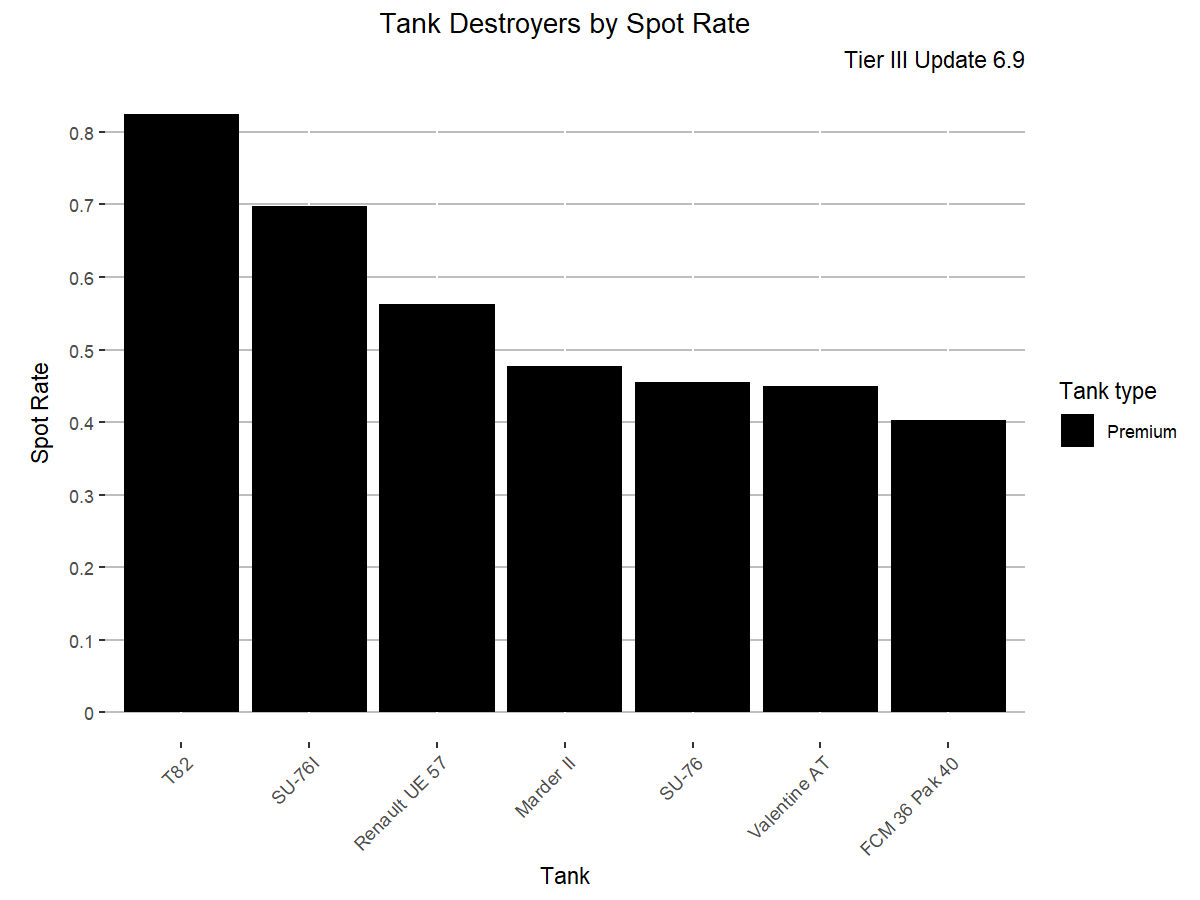 Tank Destroyers by Spot Rate
Tier III Update 6.9
Spot Rate
0.8
0.7
0.6
0.5
0.4
0.3
0.2
0.1
0
T82
SU-76I
Renault UE 57
Marder II
SU-76
Valentine AT
FCM 36 Pak 40
Tank
Tank type
Premium